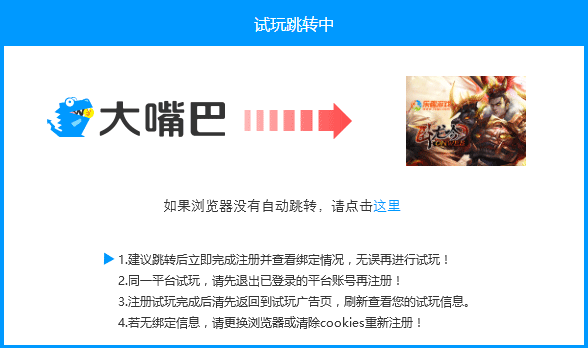 试玩跳转中
大嘴巴
乐视游戏
卧龙吟
如果浏览器没有自动跳转，请点击这里
1.建议跳转后立即完成注册并查看绑定情况，无误再进行试玩！
2.同一平台试玩，请先退出已登录的平台账号再注册！
3.注册试玩完成后请先返回到试玩广告页，刷新查看您的试玩信息。
4.若无绑定信息，请更换浏览器或清除cookies重新注册！